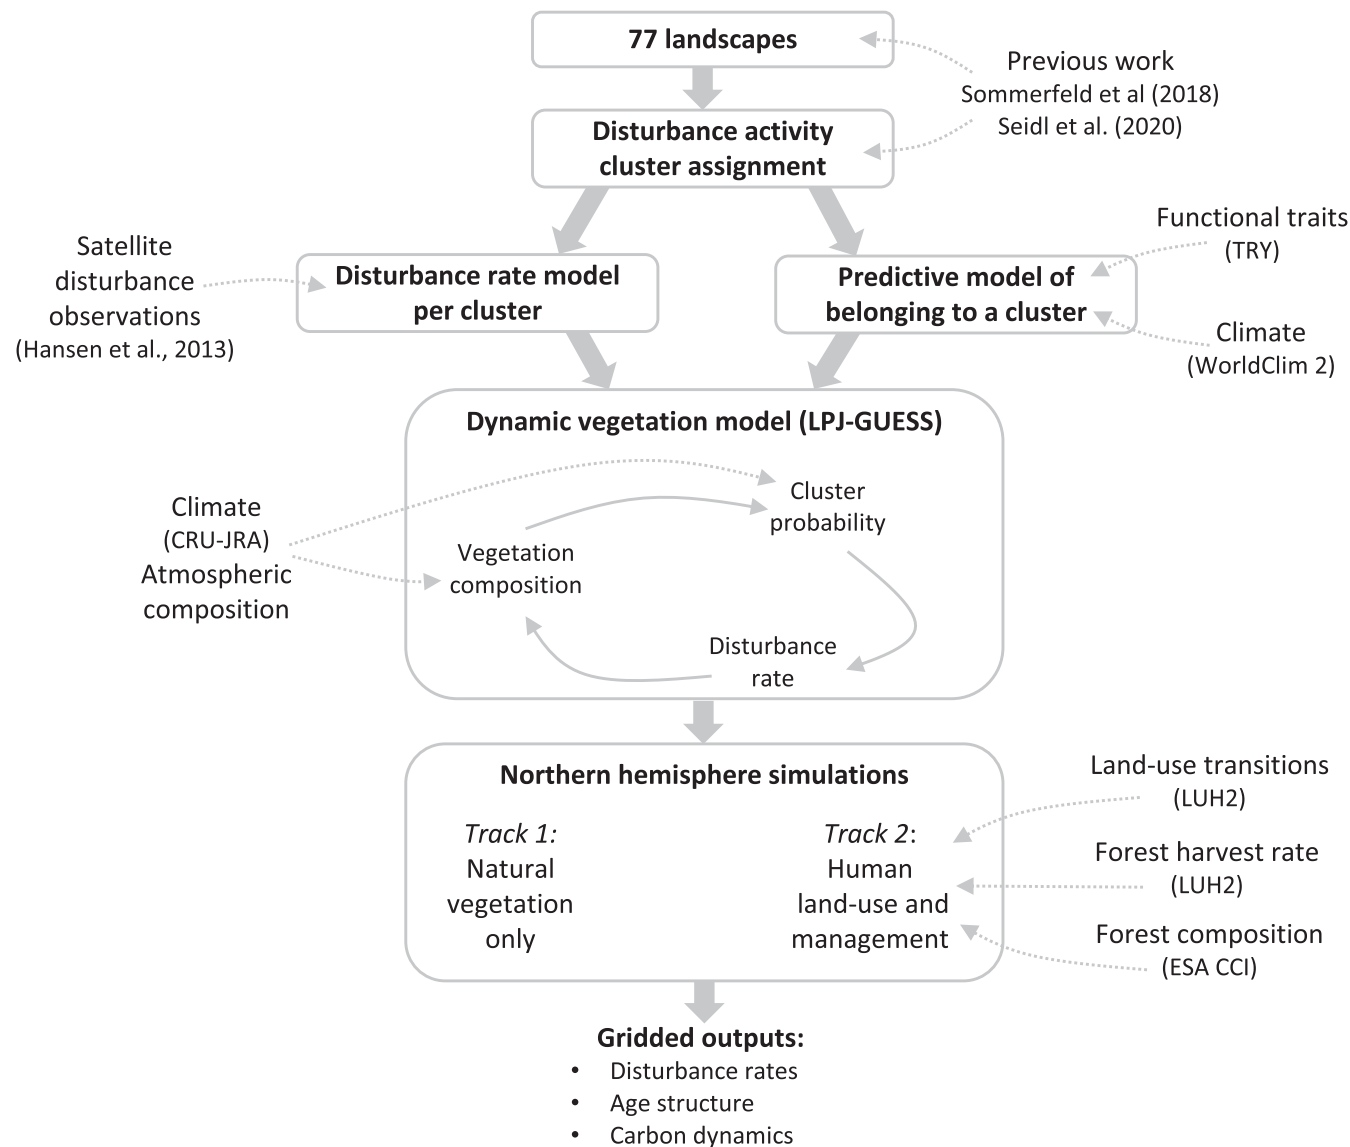 77 landscapes
Previous work
Sommerfeld et al (2018)
Seidl et al. (2020)
Disturbance activity
cluster assignment
Satellite
disturbance
observations
(Hansen et al., 2013)
Disturbance rate model
per cluster
Predictive model of
belonging to a cluster
Functional traits
(TRY)
Climate
(WorldClim 2)
Dynamic vegetation model (LPJ-GUESS)
Climate
(CRU-JRA)
Atmospheric
composition
Vegetation
composition
Cluster
probability
Disturbance
rate
Northern hemisphere simulations
Track 1:
Natural
vegetation
only
Track 2:
Human
land-use and
management
Land-use transitions
(LUH2)
Forest harvest rate
(LUH2)
Forest composition
(ESA CCI)
Gridded outputs:
• Disturbance rates
• Age structure
• Carbon dynamics